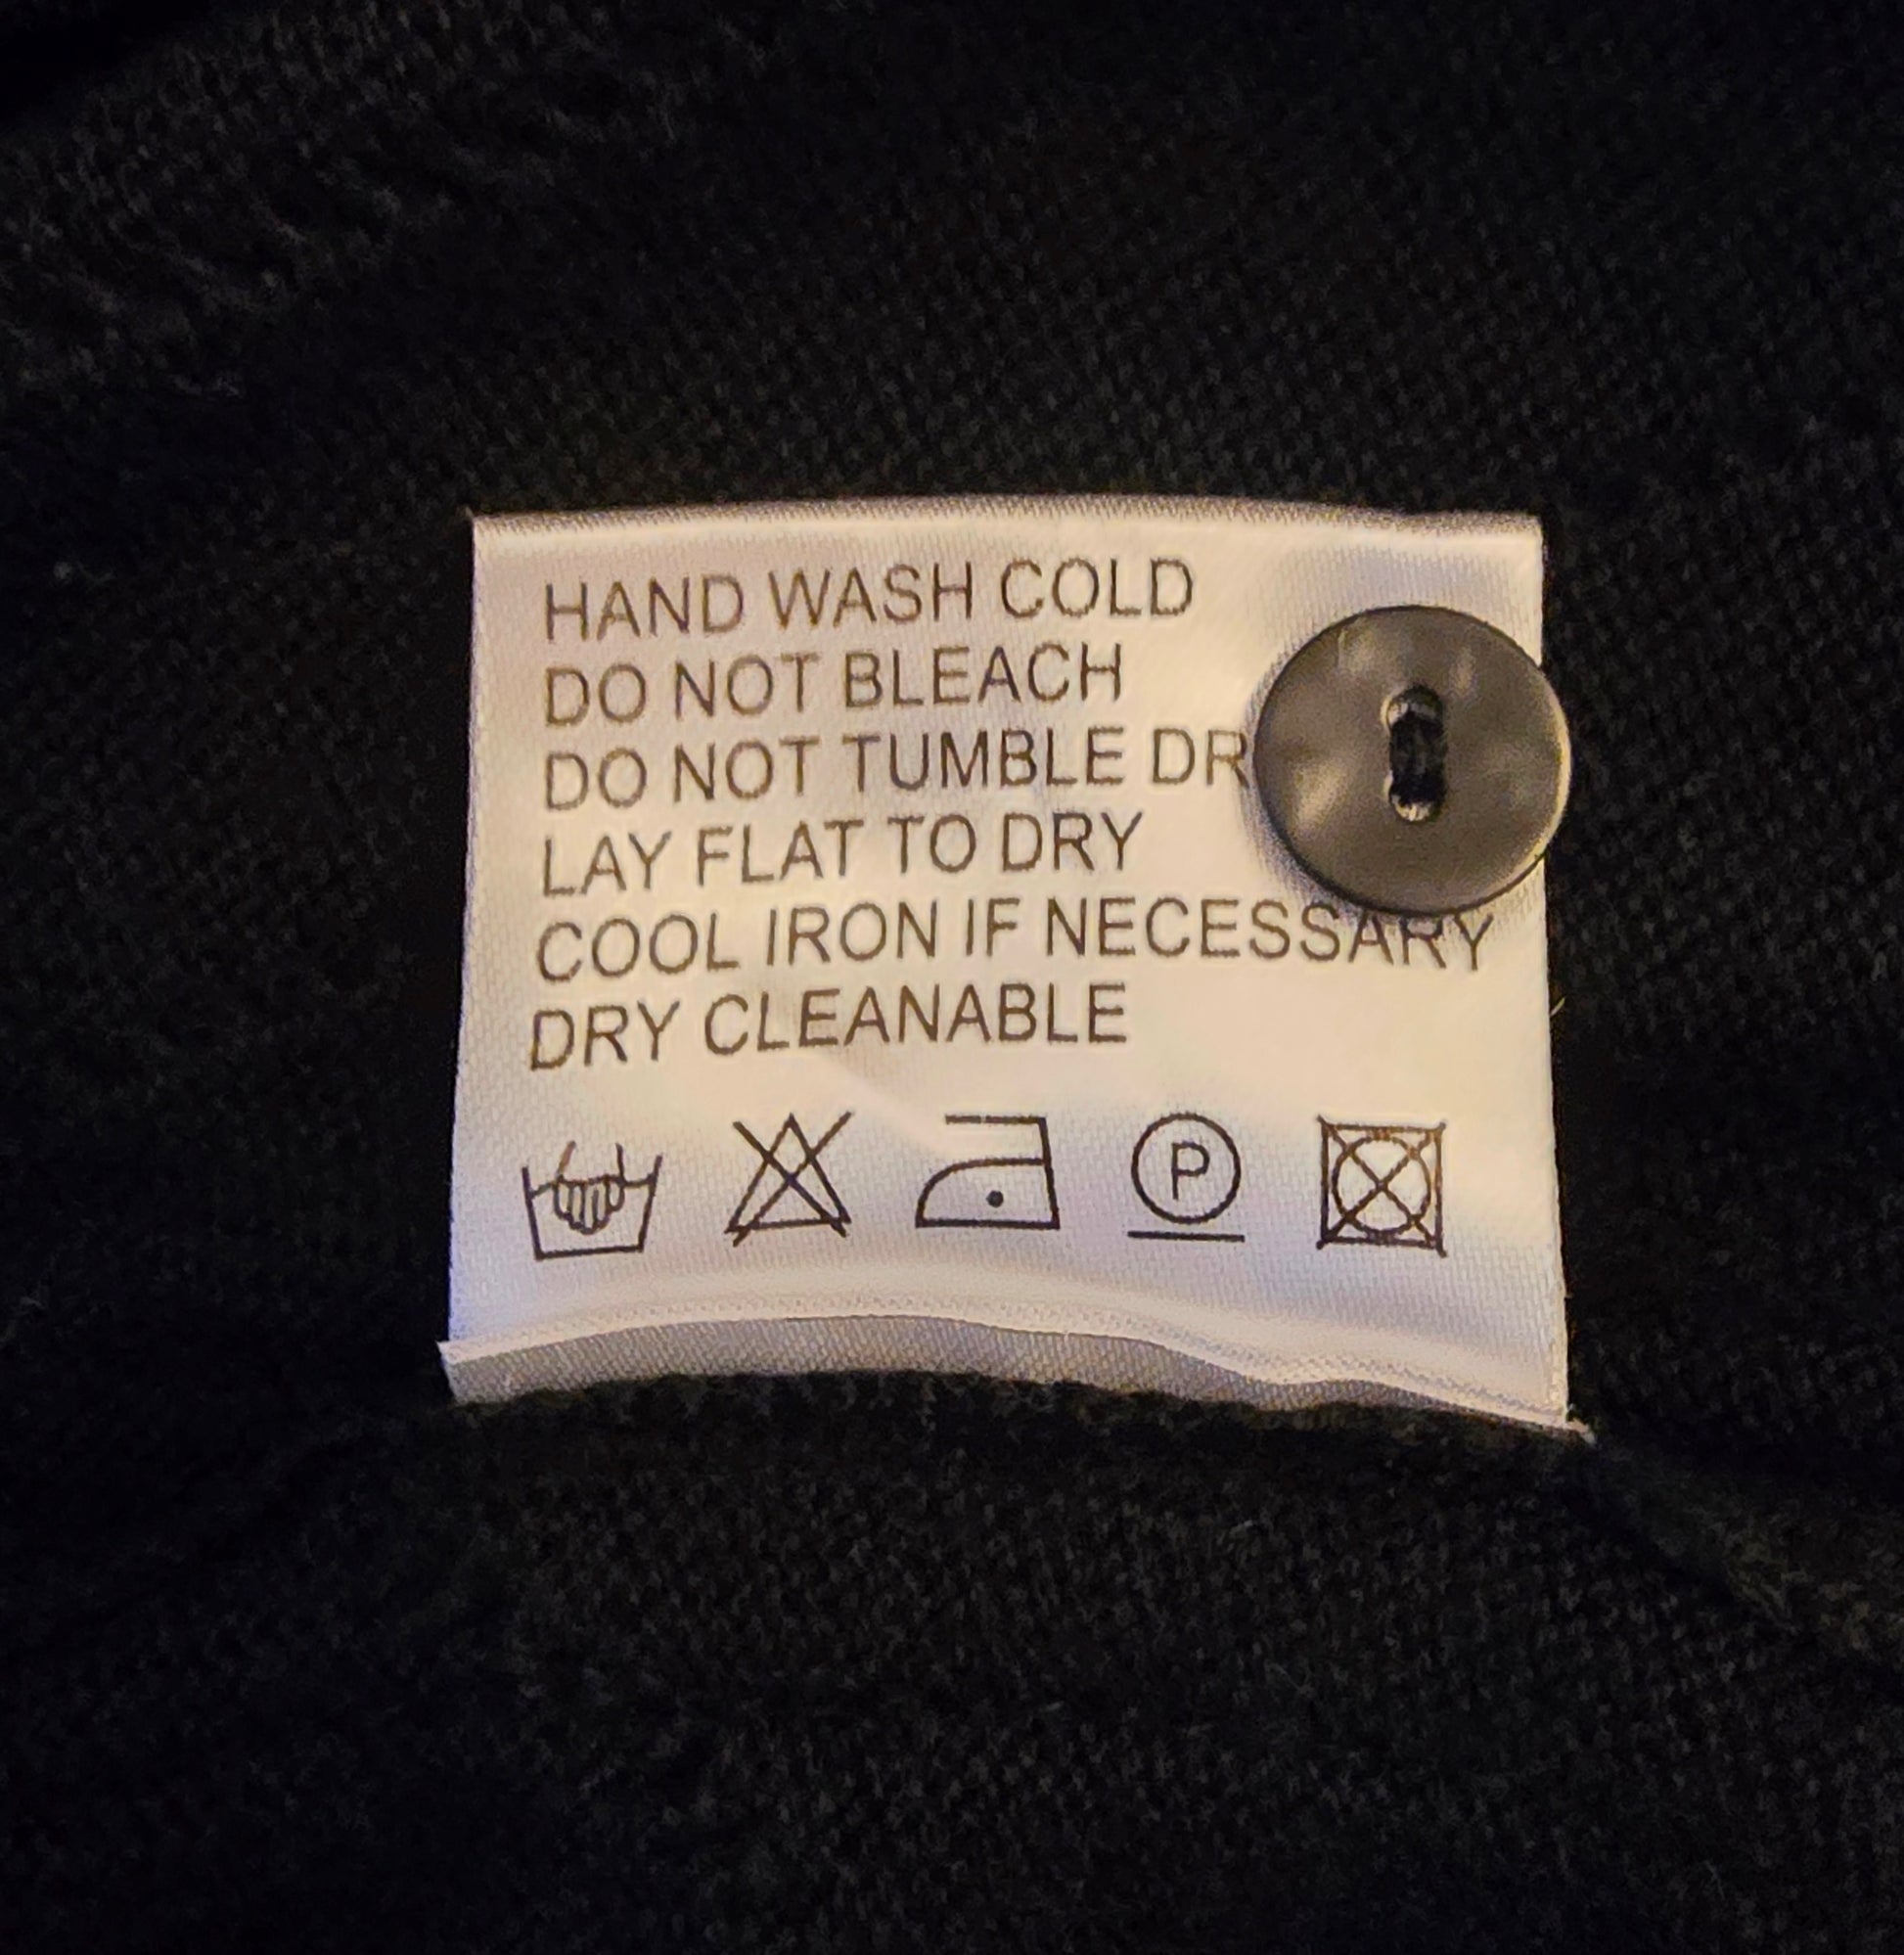 HAND WASH COLD
DO NOT BLEACH
DO NOT TUMBLE DR
LAY FLAT TO DRY
COOL IRON IF NECESSARY
DRY CLEANABLE
P